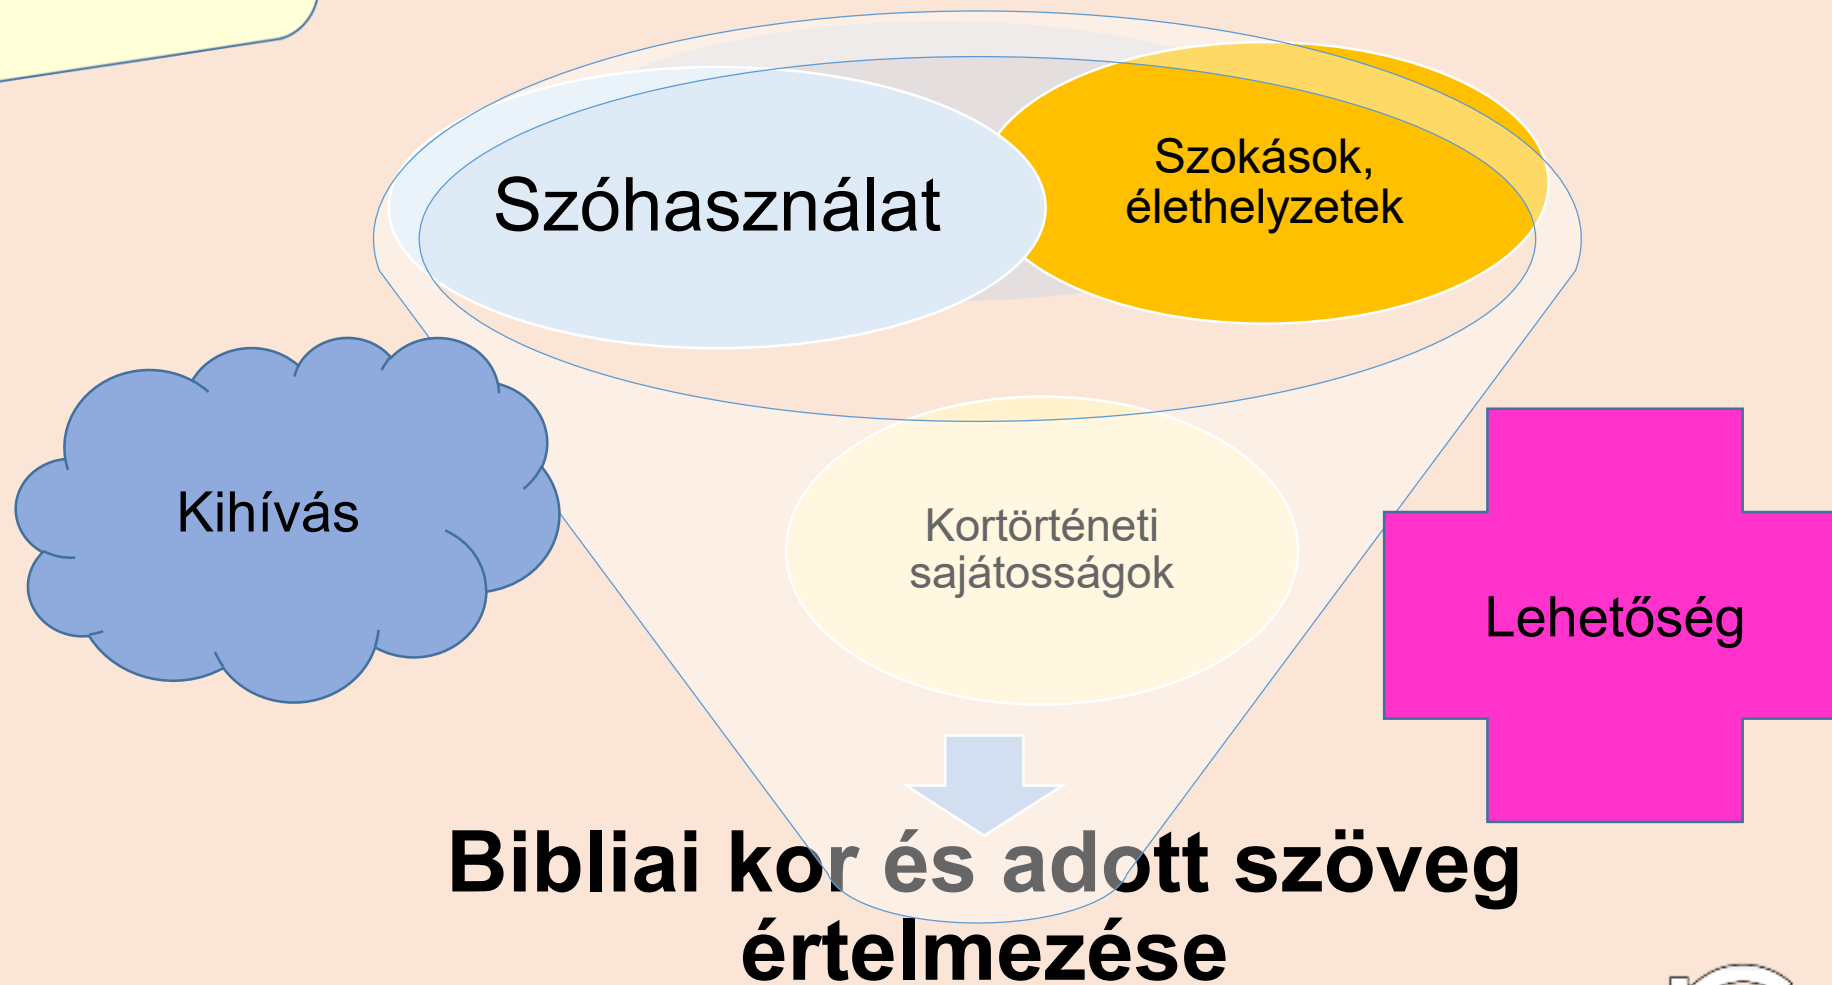 Szóhasználat
Szokások,
élethelyzetek
Kihívás
Kortörténeti
sajátosságok
Lehetőség
Bibliai kor és adott szöveg
értelmezése